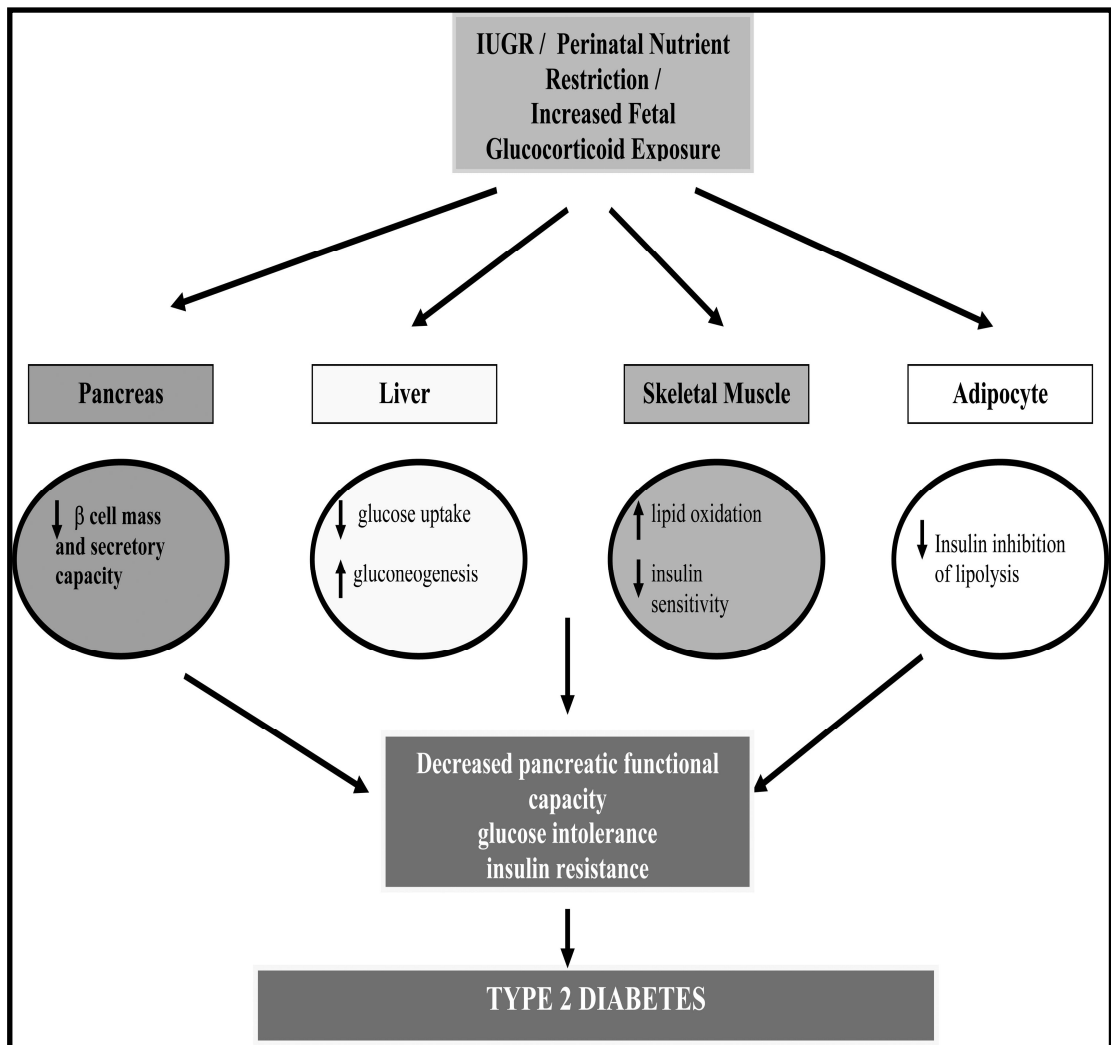 IUGR / Perinatal Nutrient
Restriction /
Increased Fetal
Glucocorticoid Exposure
Pancreas
Liver
Skeletal Muscle
Adipocyte
↓ β cell mass
and secretory
capacity
↓ glucose uptake
↑ gluconeogenesis
↑ lipid oxidation
↓ insulin
sensitivity
↓ Insulin inhibition
of lipolysis
Decreased pancreatic functional
capacity
glucose intolerance
insulin resistance
TYPE 2 DIABETES